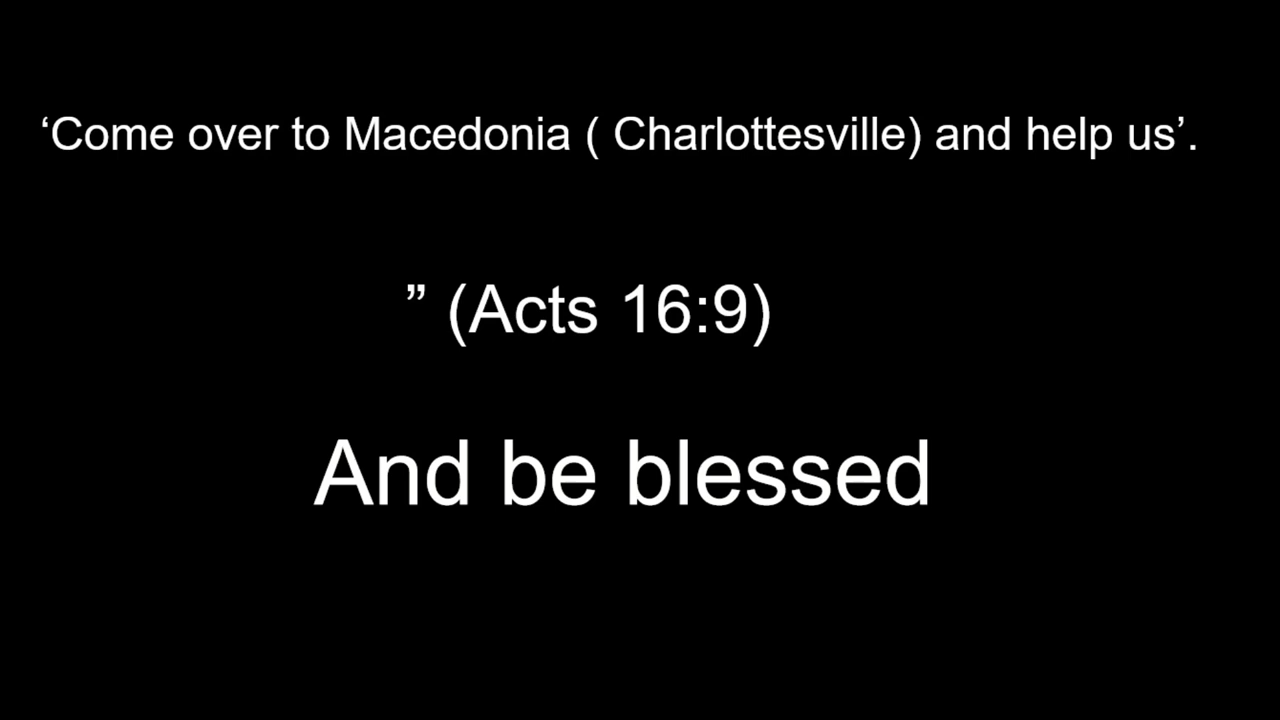 ‘Come over to Macedonia ( Charlottesville) and help us’.
” (Acts 16:9)
And be blessed